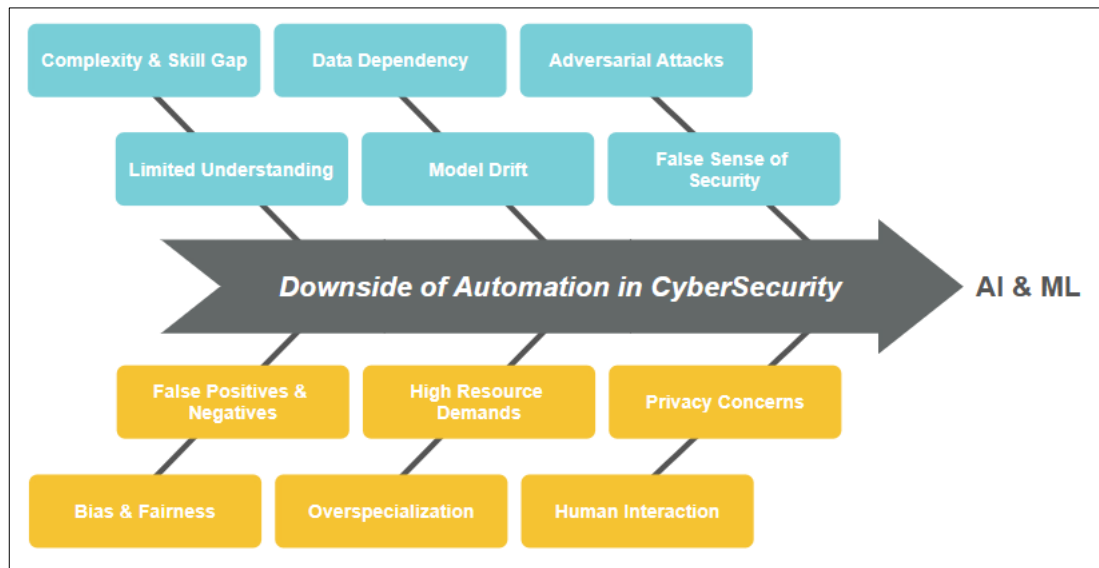 Complexity & Skill Gap
Data Dependency
Adversarial Attacks
Limited Understanding
Model Drift
False Sense of
Security
Downside of Automation in CyberSecurity
AI & ML
False Positives &
Negatives
High Resource
Demands
Privacy Concerns
Bias & Fairness
Overspecialization
Human Interaction